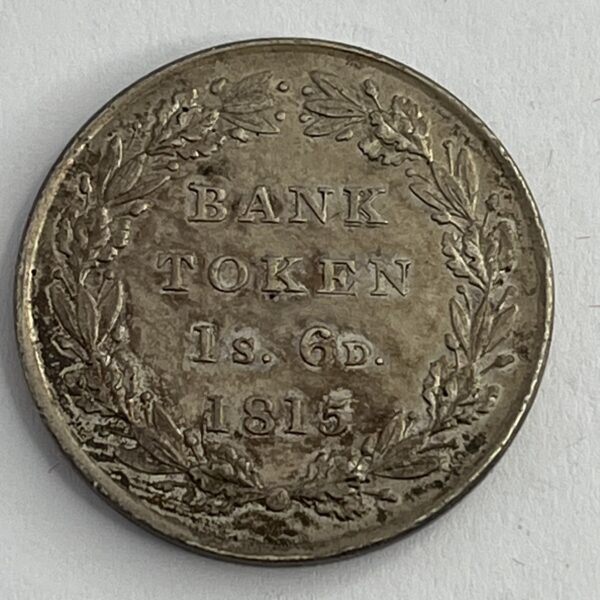 BANK
TOKEN
1s. 6D.
1815